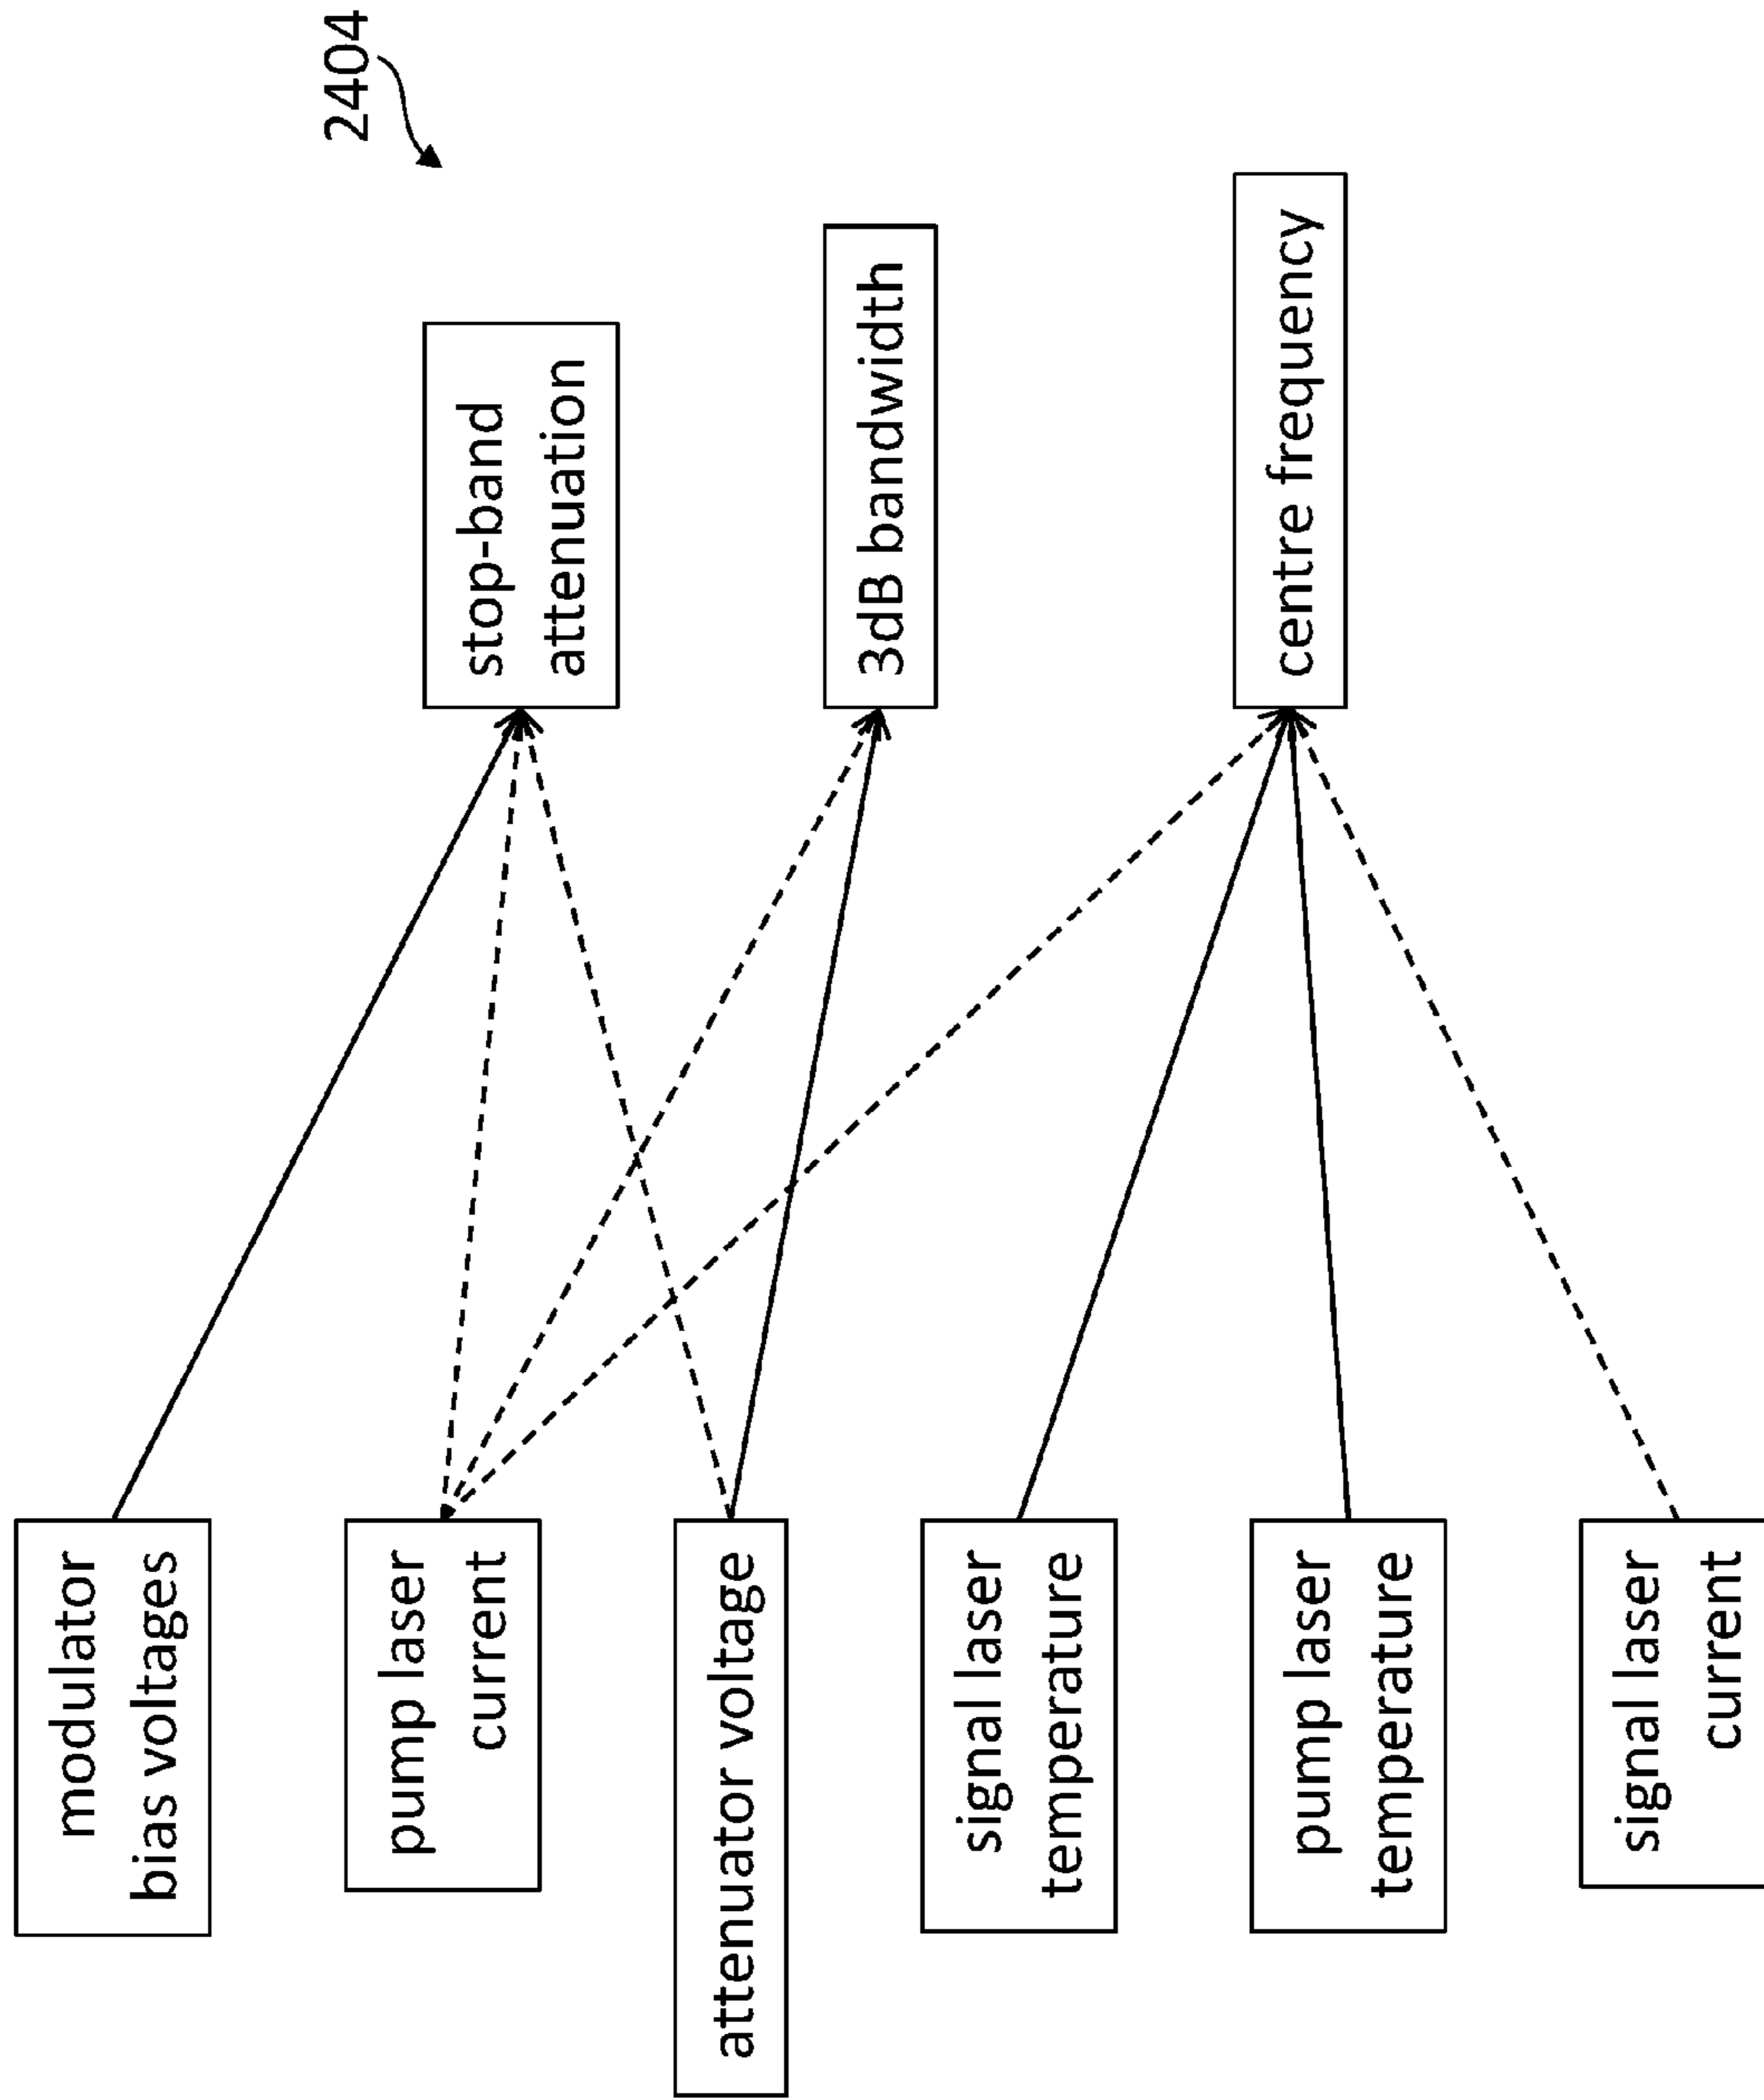 2404
modulator
bias voltages
pump laser
current
attenuator voltage
signal laser
temperature
pump laser
temperature
signal laser
current
stop-band
attenuation
3dB bandwidth
centre frequency